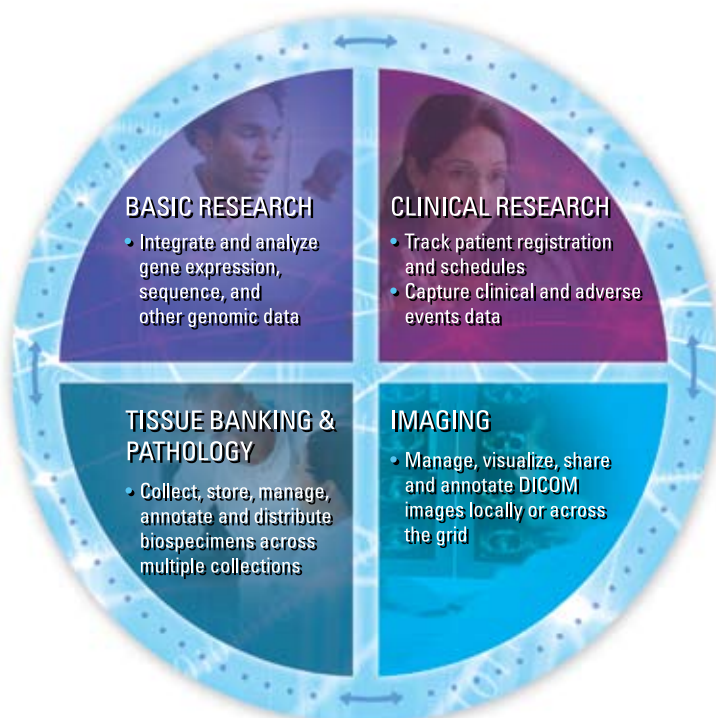 BASIC RESEARCH
• Integrate and analyze
gene expression,
sequence, and
other genomic data
CLINICAL RESEARCH
• Track patient registration
and schedules
• Capture clinical and adverse
events data
TISSUE BANKING &
PATHOLOGY
• Collect, store, manage,
annotate and distribute
biospecimens across
multiple collections
IMAGING
• Manage, visualize, share
and annotate DICOM
images locally or across
the grid